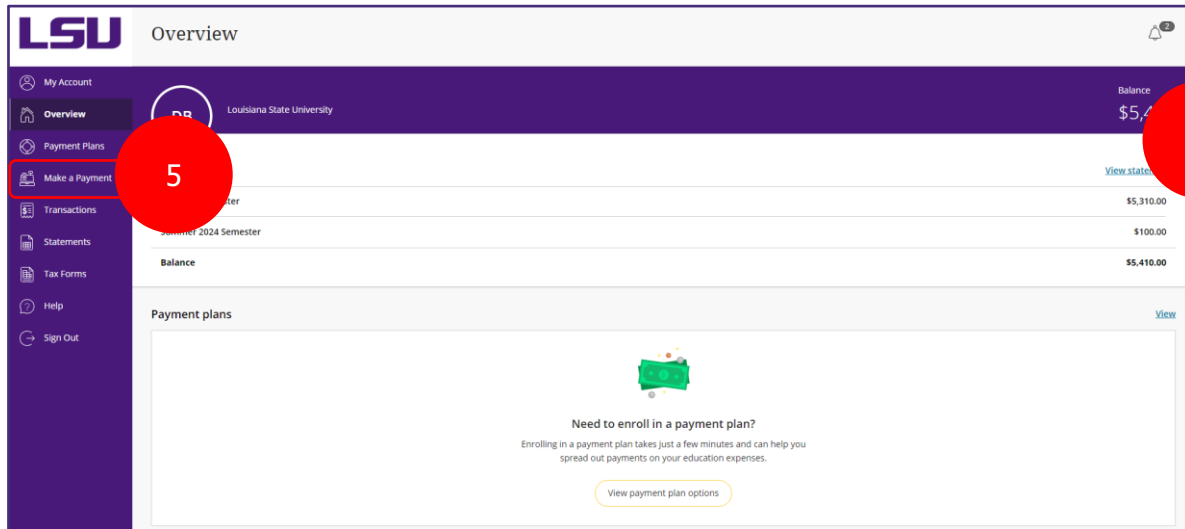 LSU
Overview
2
My Account
Overview
Payment Plans
Make a Payment
Transactions
Statements
Tax Forms
Help
Sign Out
DB
Louisiana State University
Balance
$5,4
5
View
$5,310.00
2024 Semester
$100.00
Balance
$5,410.00
Payment plans
View
Need to enroll in a payment plan?
Enrolling in a payment plan takes just a few minutes and can help you
spread out payments on your education expenses.
View payment plan options